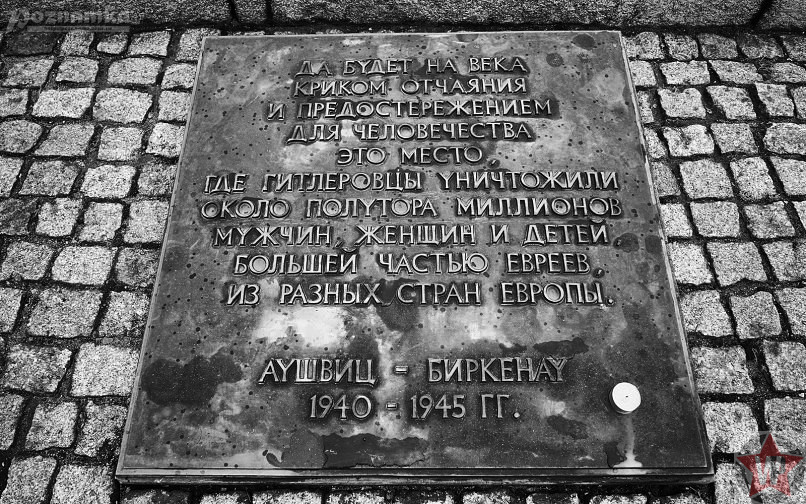 Poznamka
ДА БУДЕТ НА ВЕКА
КРИКОМ ОТЧАЯНИЯ
И ПРЕДОСТЕРЕЖЕНИЕМ
ДЛЯ ЧЕЛОВЕЧЕСТВА
ЭТО МЕСТО,
ГДЕ ГИТЛЕРОВЦЫ УНИЧТОЖИЛИ
ОКОЛО ПОЛУТОРА МИЛЛИОНОВ
МУЖЧИН, ЖЕНЩИН И ДЕТЕЙ
БОЛЬШЕЙ ЧАСТЬЮ ЕВРЕЕВ,
ИЗ РАЗНЫХ СТРАН ЕВРОПЫ.
АУШВИЦ - БИРКЕНАУ
1940 - 1945 ГГ.